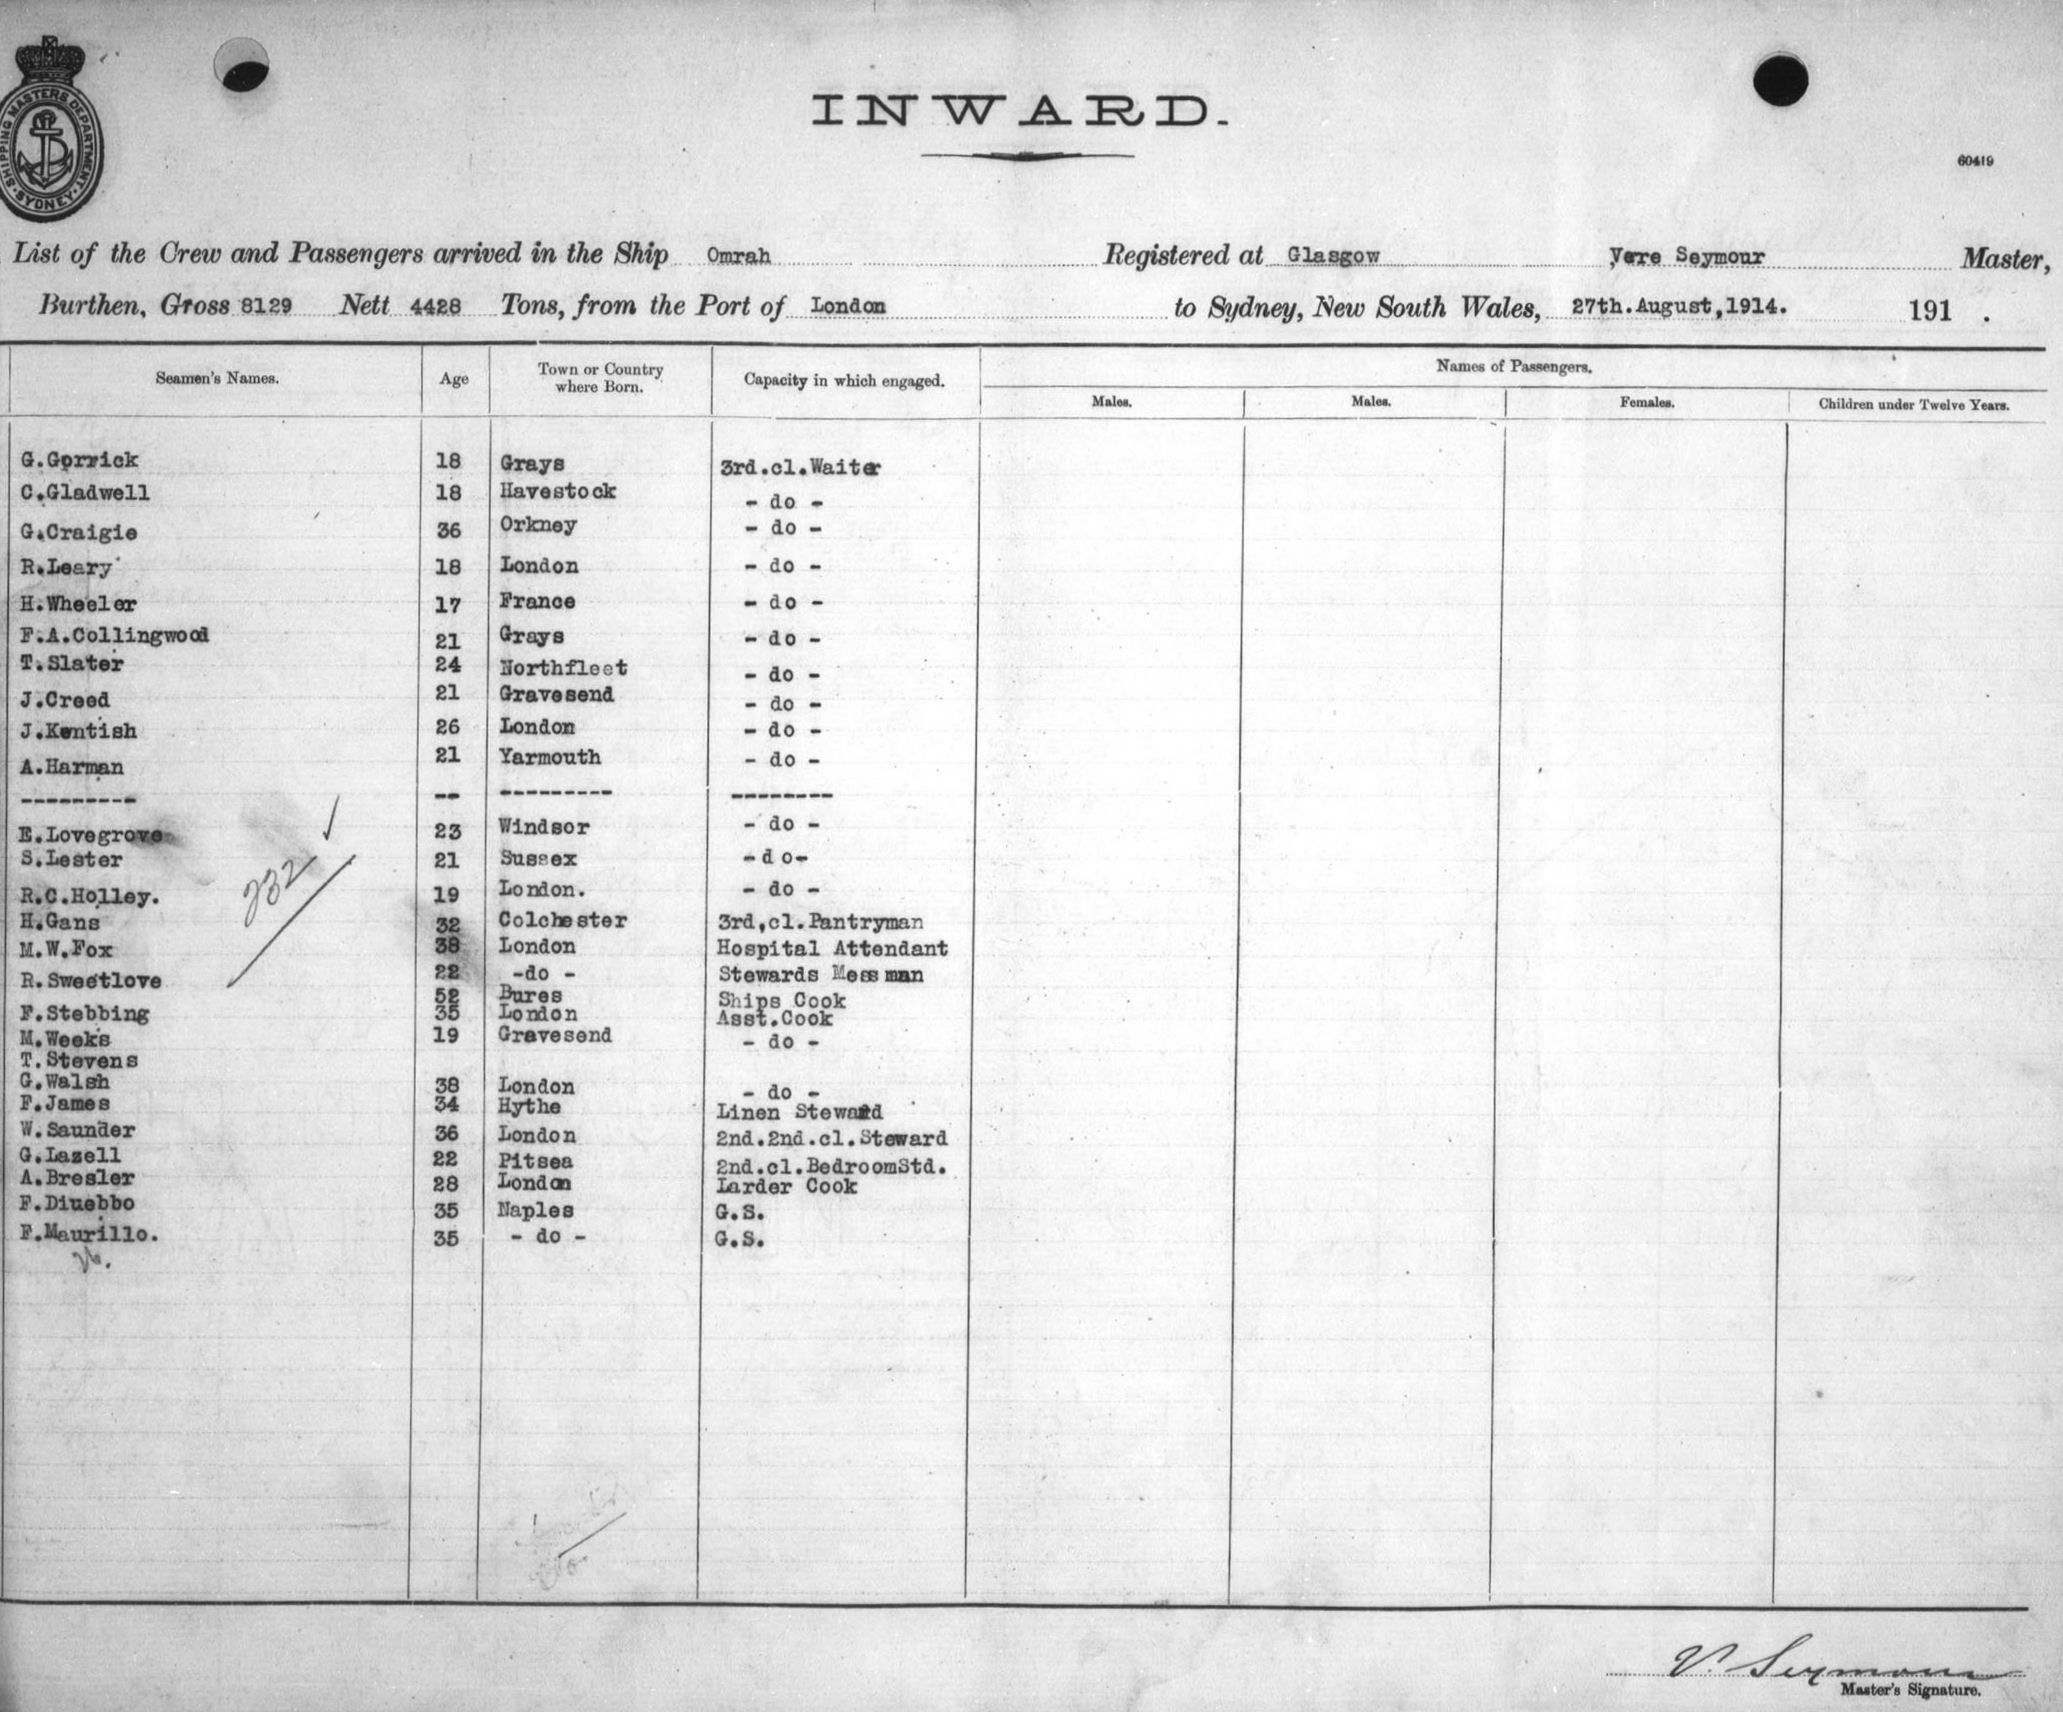 SHIPPING MASTERS DEPARTMENT · SYDNEY ·
INWARD.
60419
List of the Crew and Passengers arrived in the Ship Omrah Registered at Glasgow Vere Seymour Master,
Burthen, Gross 8129 Nett 4428 Tons, from the Port of London to Sydney, New South Wales, 27th.August,1914. 191 .
Seamen's Names. Age Town or Country where Born. Capacity in which engaged. Names of Passengers.
Males. Males. Females. Children under Twelve Years.
G.Gorrick 18 Grays 3rd.cl.Waiter
C.Gladwell 18 Havestock - do -
G.Craigie 36 Orkney - do -
R.Leary 18 London - do -
H.Wheeler 17 France - do -
F.A.Collingwood 21 Grays - do -
T.Slater 24 Northfleet - do -
J.Creed 21 Gravesend - do -
J.Kentish 26 London - do -
A.Harman 21 Yarmouth - do -
--------- -- --------- --------
E.Lovegrove 23 Windsor - do -
S.Lester 21 Sussex -d o-
R.C.Holley. 19 London. - do -
232
H.Gans 32 Colchester 3rd,cl.Pantryman
M.W.Fox 38 London Hospital Attendant
R.Sweetlove 22 -do - Stewards Messman
F.Stebbing 52 Bures Ships Cook
M.Weeks 35 London Asst.Cook
T.Stevens 19 Gravesend - do -
G.Walsh 38 London - do -
F.James 34 Hythe Linen Steward
W.Saunder 36 London 2nd.2nd.cl.Steward
G.Lazell 22 Pitsea 2nd.cl.BedroomStd.
A.Bresler 28 London Larder Cook
F.Diuebbo 35 Naples G.S.
F.Maurillo. 35 - do - G.S.
26.
V. Seymour
Master's Signature.